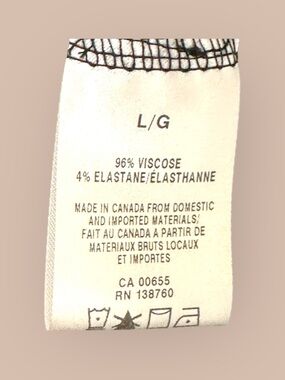 L/G
96% VISCOSE
4% ELASTANE/ÉLASTHANNE
MADE IN CANADA FROM DOMESTIC
AND IMPORTED MATERIALS/
FAIT AU CANADA A PARTIR DE
MATERIAUX BRUTS LOCAUX
ET IMPORTES
CA 00655
RN 138760